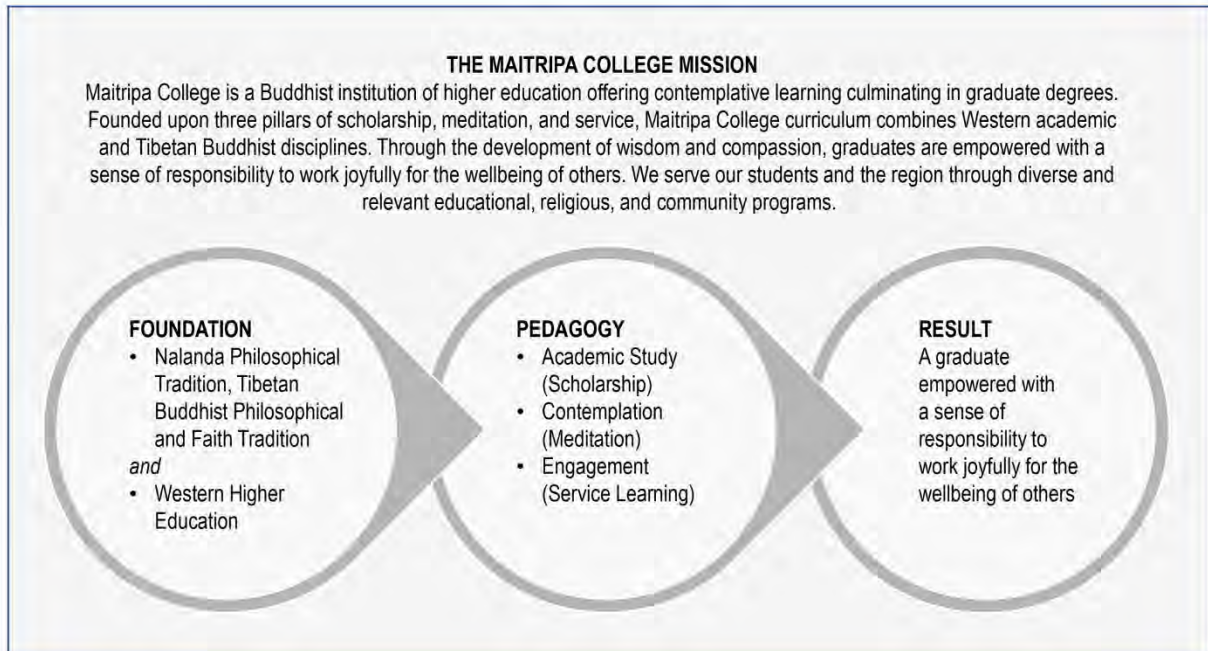 THE MAITRIPA COLLEGE MISSION
Maitripa College is a Buddhist institution of higher education offering contemplative learning culminating in graduate degrees.
Founded upon three pillars of scholarship, meditation, and service, Maitripa College curriculum combines Western academic
and Tibetan Buddhist disciplines. Through the development of wisdom and compassion, graduates are empowered with a
sense of responsibility to work joyfully for the wellbeing of others. We serve our students and the region through diverse and
relevant educational, religious, and community programs.
FOUNDATION
• Nalanda Philosophical
Tradition, Tibetan
Buddhist Philosophical
and Faith Tradition
and
• Western Higher
Education
PEDAGOGY
• Academic Study
(Scholarship)
• Contemplation
(Meditation)
• Engagement
(Service Learning)
RESULT
A graduate
empowered with
a sense of
responsibility to
work joyfully for the
wellbeing of others